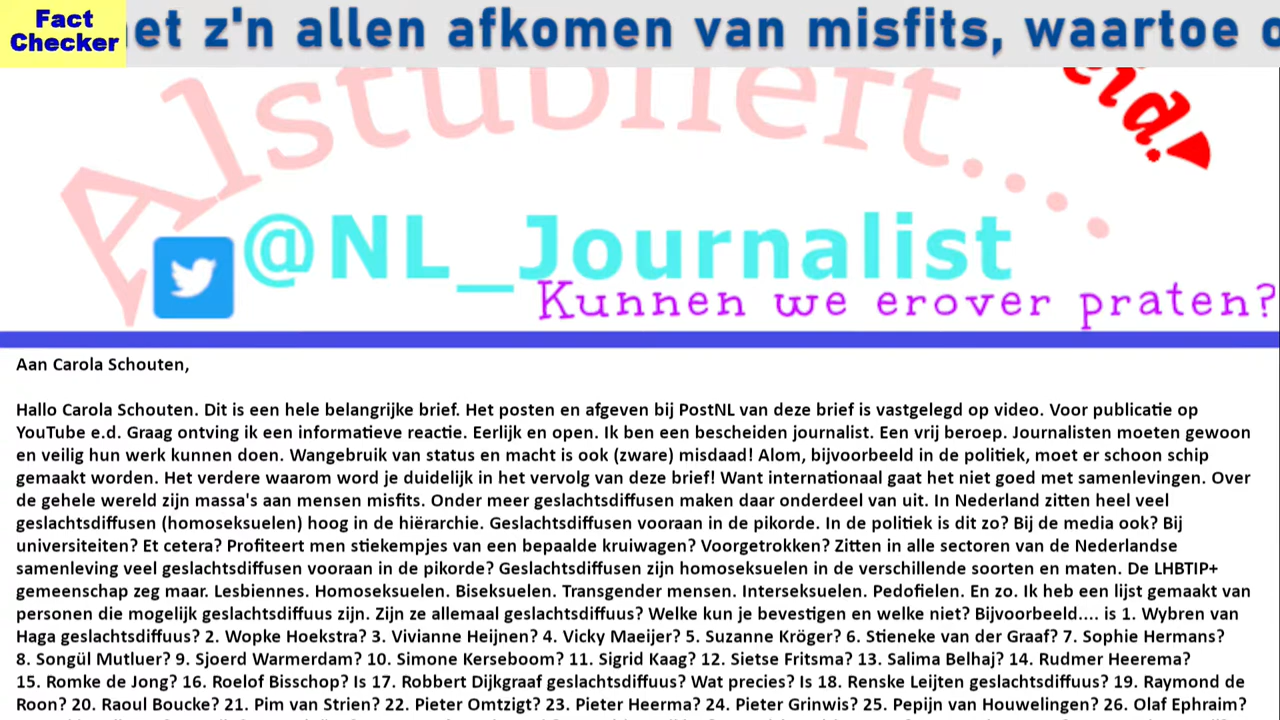 Fact
Checker
et z'n allen afkomen van misfits, waartoe
Alstublieft....
eid!
@NL_Journalist
Kunnen we erover praten?
Aan Carola Schouten,
Hallo Carola Schouten. Dit is een hele belangrijke brief. Het posten en afgeven bij PostNL van deze brief is vastgelegd op video. Voor publicatie op
YouTube e.d. Graag ontving ik een informatieve reactie. Eerlijk en open. Ik ben een bescheiden journalist. Een vrij beroep. Journalisten moeten gewoon
en veilig hun werk kunnen doen. Wangebruik van status en macht is ook (zware) misdaad! Alom, bijvoorbeeld in de politiek, moet er schoon schip
gemaakt worden. Het verdere waarom word je duidelijk in het vervolg van deze brief! Want internationaal gaat het niet goed met samenlevingen. Over
de gehele wereld zijn massa's aan mensen misfits. Onder meer geslachtsdiffusen maken daar onderdeel van uit. In Nederland zitten heel veel
geslachtsdiffusen (homoseksuelen) hoog in de hiërarchie. Geslachtsdiffusen vooraan in de pikorde. In de politiek is dit zo? Bij de media ook? Bij
universiteiten? Et cetera? Profiteert men stiekempjes van een bepaalde kruiwagen? Voorgetrokken? Zitten in alle sectoren van de Nederlandse
samenleving veel geslachtsdiffusen vooraan in de pikorde? Geslachtsdiffusen zijn homoseksuelen in de verschillende soorten en maten. De LHBTIP+
gemeenschap zeg maar. Lesbiennes. Homoseksuelen. Biseksuelen. Transgender mensen. Interseksuelen. Pedofielen. En zo. Ik heb een lijst gemaakt van
personen die mogelijk geslachtsdiffuus zijn. Zijn ze allemaal geslachtsdiffuus? Welke kun je bevestigen en welke niet? Bijvoorbeeld.... is 1. Wybren van
Haga geslachtsdiffuus? 2. Wopke Hoekstra? 3. Vivianne Heijnen? 4. Vicky Maeijer? 5. Suzanne Kröger? 6. Stieneke van der Graaf? 7. Sophie Hermans?
8. Songül Mutluer? 9. Sjoerd Warmerdam? 10. Simone Kerseboom? 11. Sigrid Kaag? 12. Sietse Fritsma? 13. Salima Belhaj? 14. Rudmer Heerema?
15. Romke de Jong? 16. Roelof Bisschop? Is 17. Robbert Dijkgraaf geslachtsdiffuus? Wat precies? Is 18. Renske Leijten geslachtsdiffuus? 19. Raymond de
Roon? 20. Raoul Boucke? 21. Pim van Strien? 22. Pieter Omtzigt? 23. Pieter Heerma? 24. Pieter Grinwis? 25. Pepijn van Houwelingen? 26. Olaf Ephraim?